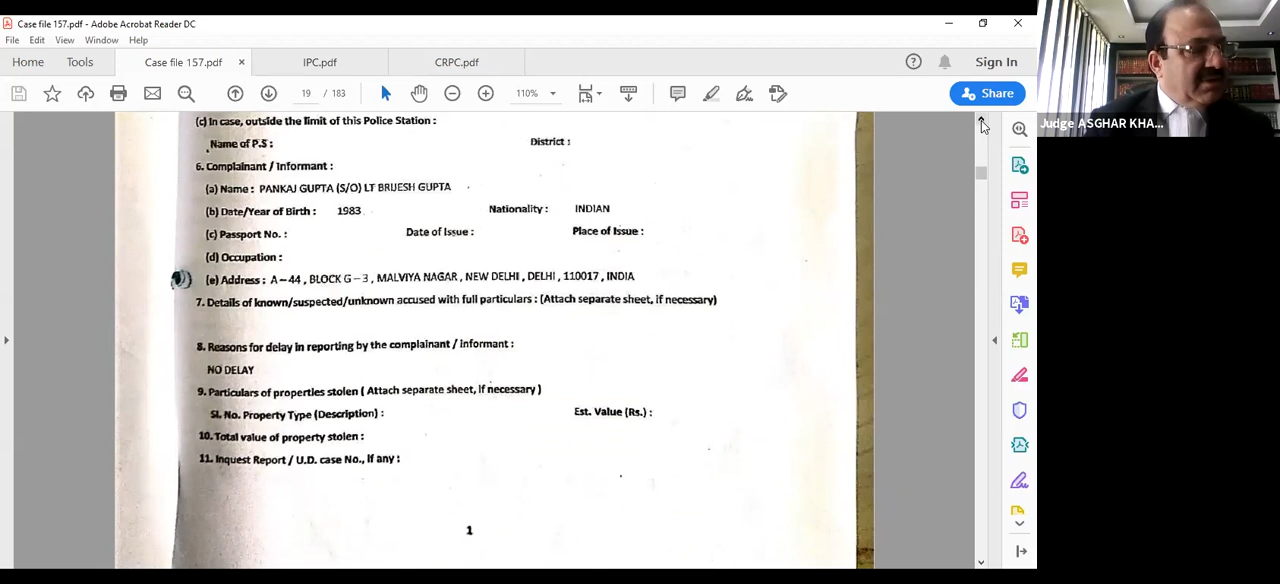 Case file 157.pdf - Adobe Acrobat Reader DC
File Edit View Window Help
Home Tools Case file 157.pdf × IPC.pdf CRPC.pdf Sign In
19 / 183 110% Share
Judge ASGHAR KHA...
(c) In case, outside the limit of this Police Station :
Name of P.S : District :
6. Complainant / Informant :
(a) Name : PANKAJ GUPTA (S/O) LT BRIJESH GUPTA
(b) Date/Year of Birth : 1983 Nationality : INDIAN
(c) Passport No. : Date of Issue : Place of Issue :
(d) Occupation :
(e) Address : A-44 , BLOCK G-3 , MALVIYA NAGAR , NEW DELHI , DELHI , 110017 , INDIA
7. Details of known/suspected/unknown accused with full particulars : (Attach separate sheet, if necessary)
8. Reasons for delay in reporting by the complainant / informant :
NO DELAY
9. Particulars of properties stolen ( Attach separate sheet, if necessary )
Sl. No. Property Type (Description) : Est. Value (Rs.) :
10. Total value of property stolen :
11. Inquest Report / U.D. case No., if any :
1